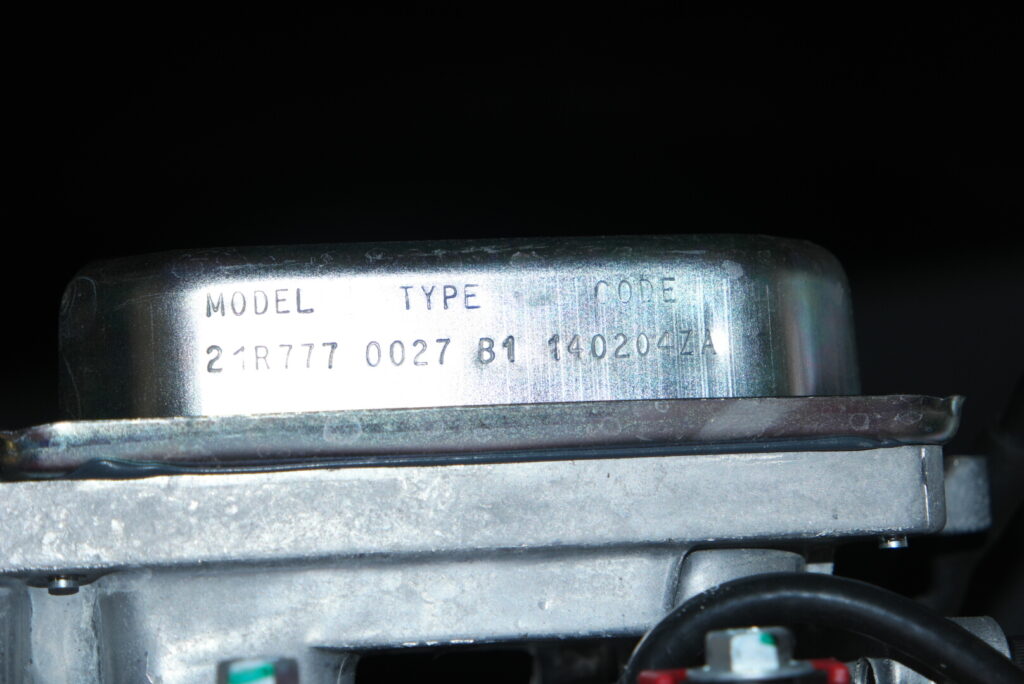 MODEL TYPE CODE
21R777 0027 B1 140204ZA